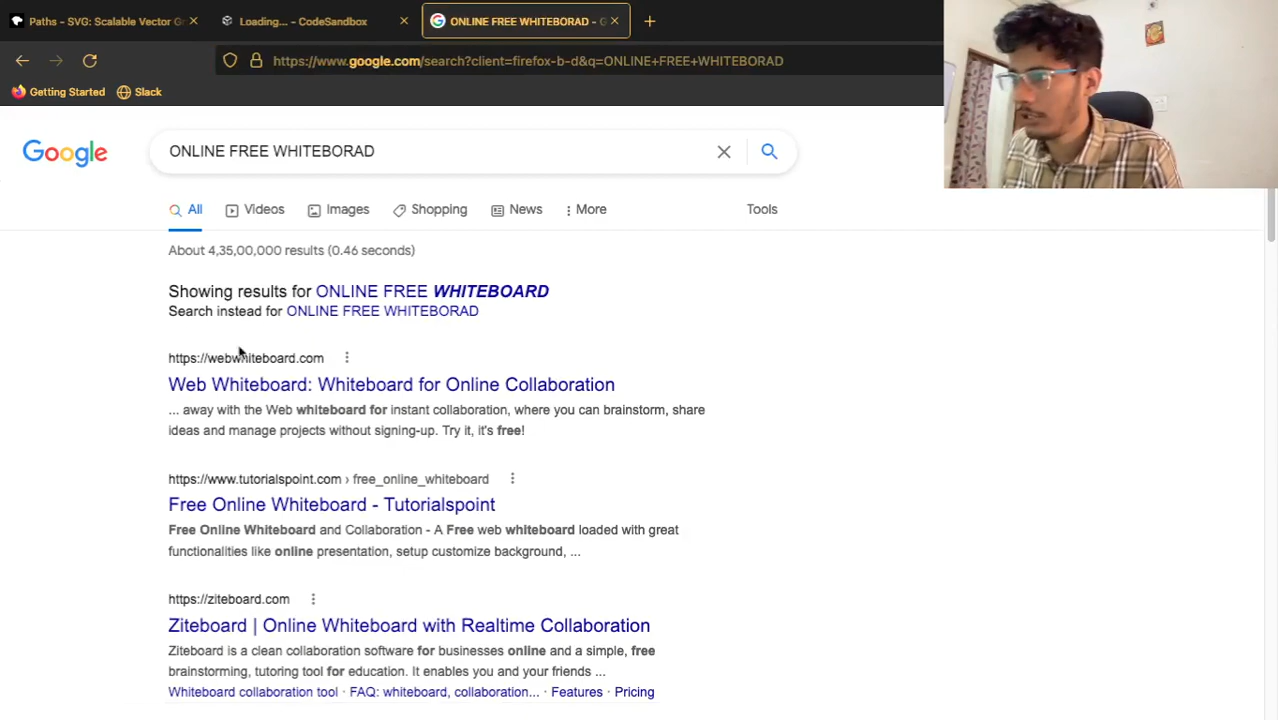 Paths - SVG: Scalable Vector Gr
Loading... - CodeSandbox
ONLINE FREE WHITEBORAD - G
https://www.google.com/search?client=firefox-b-d&q=ONLINE+FREE+WHITEBORAD
Getting Started
Slack
Google
ONLINE FREE WHITEBORAD
All
Videos
Images
Shopping
News
More
Tools
About 4,35,00,000 results (0.46 seconds)
Showing results for ONLINE FREE WHITEBOARD
Search instead for ONLINE FREE WHITEBORAD
https://webwhiteboard.com
Web Whiteboard: Whiteboard for Online Collaboration
... away with the Web whiteboard for instant collaboration, where you can brainstorm, share
ideas and manage projects without signing-up. Try it, it's free!
https://www.tutorialspoint.com › free_online_whiteboard
Free Online Whiteboard - Tutorialspoint
Free Online Whiteboard and Collaboration - A Free web whiteboard loaded with great
functionalities like online presentation, setup customize background, ...
https://ziteboard.com
Ziteboard | Online Whiteboard with Realtime Collaboration
Ziteboard is a clean collaboration software for businesses online and a simple, free
brainstorming, tutoring tool for education. It enables you and your friends ...
Whiteboard collaboration tool · FAQ: whiteboard, collaboration... · Features · Pricing